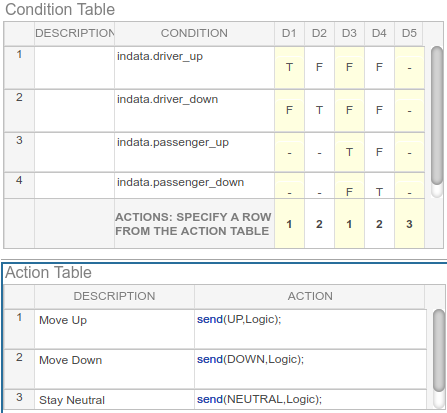 Condition Table
DESCRIPTION CONDITION D1 D2 D3 D4 D5
1 indata.driver_up T F F F -
2 indata.driver_down F T F F -
3 indata.passenger_up - - T F -
4 indata.passenger_down - - F T -
ACTIONS: SPECIFY A ROW
FROM THE ACTION TABLE 1 2 1 2 3
Action Table
DESCRIPTION ACTION
1 Move Up send(UP,Logic);
2 Move Down send(DOWN,Logic);
3 Stay Neutral send(NEUTRAL,Logic);